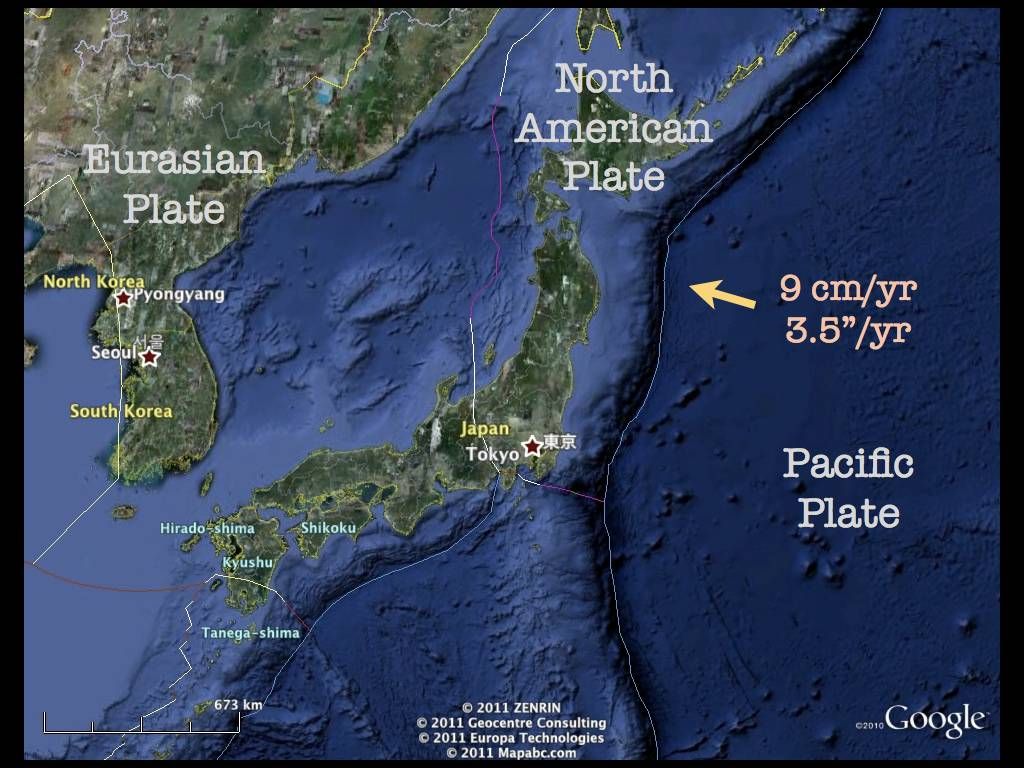 North
American
Plate
Eurasian
Plate
North Korea
Pyongyang
서울
Seoul
South Korea
9 cm/yr
3.5”/yr
Japan
東京
Tokyo
Pacific
Plate
Hirado-shima
Shikoku
Kyushu
Tanega-shima
673 km
© 2011 ZENRIN
© 2011 Geocentre Consulting
© 2011 Europa Technologies
© 2011 Mapabc.com
©2010 Google